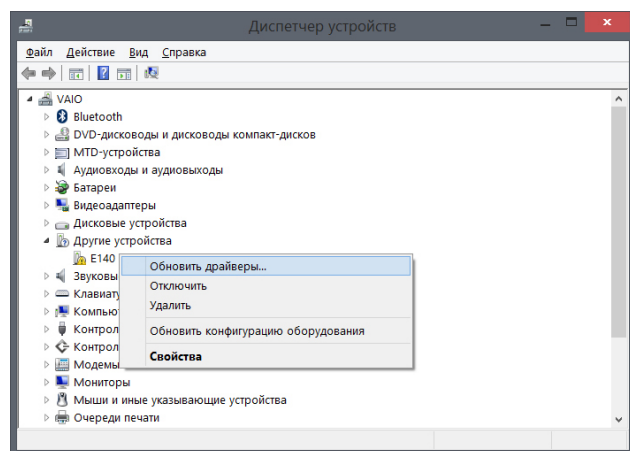 Диспетчер устройств
Файл Действие Вид Справка
VAIO
Bluetooth
DVD-дисководы и дисководы компакт-дисков
MTD-устройства
Аудиовходы и аудиовыходы
Батареи
Видеоадаптеры
Дисковые устройства
Другие устройства
E140
Обновить драйверы...
Звуковы
Отключить
Клавиату
Удалить
Компью
Контрол
Обновить конфигурацию оборудования
Контрол
Свойства
Модемы
Мониторы
Мыши и иные указывающие устройства
Очереди печати